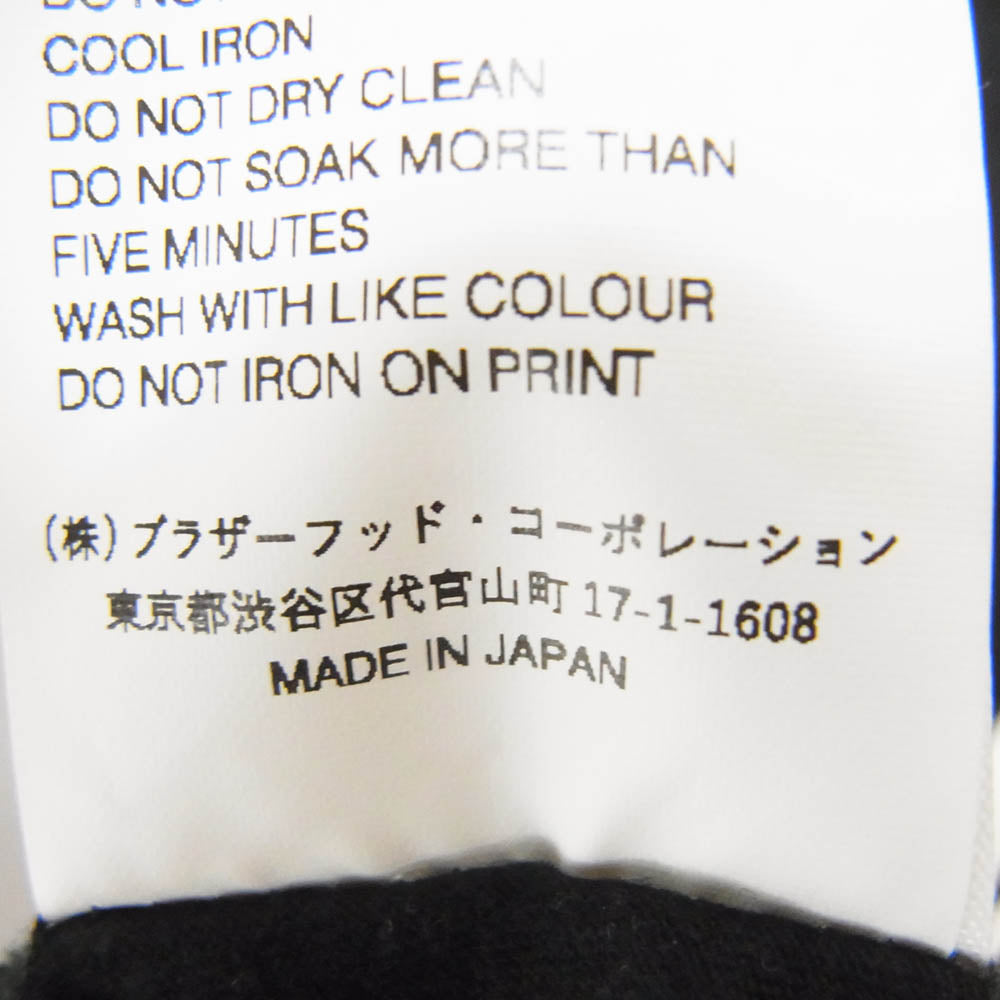 DO NOT
COOL IRON
DO NOT DRY CLEAN
DO NOT SOAK MORE THAN
FIVE MINUTES
WASH WITH LIKE COLOUR
DO NOT IRON ON PRINT
(株)ブラザーフッド・コーポレーション
東京都渋谷区代官山町 17-1-1608
MADE IN JAPAN